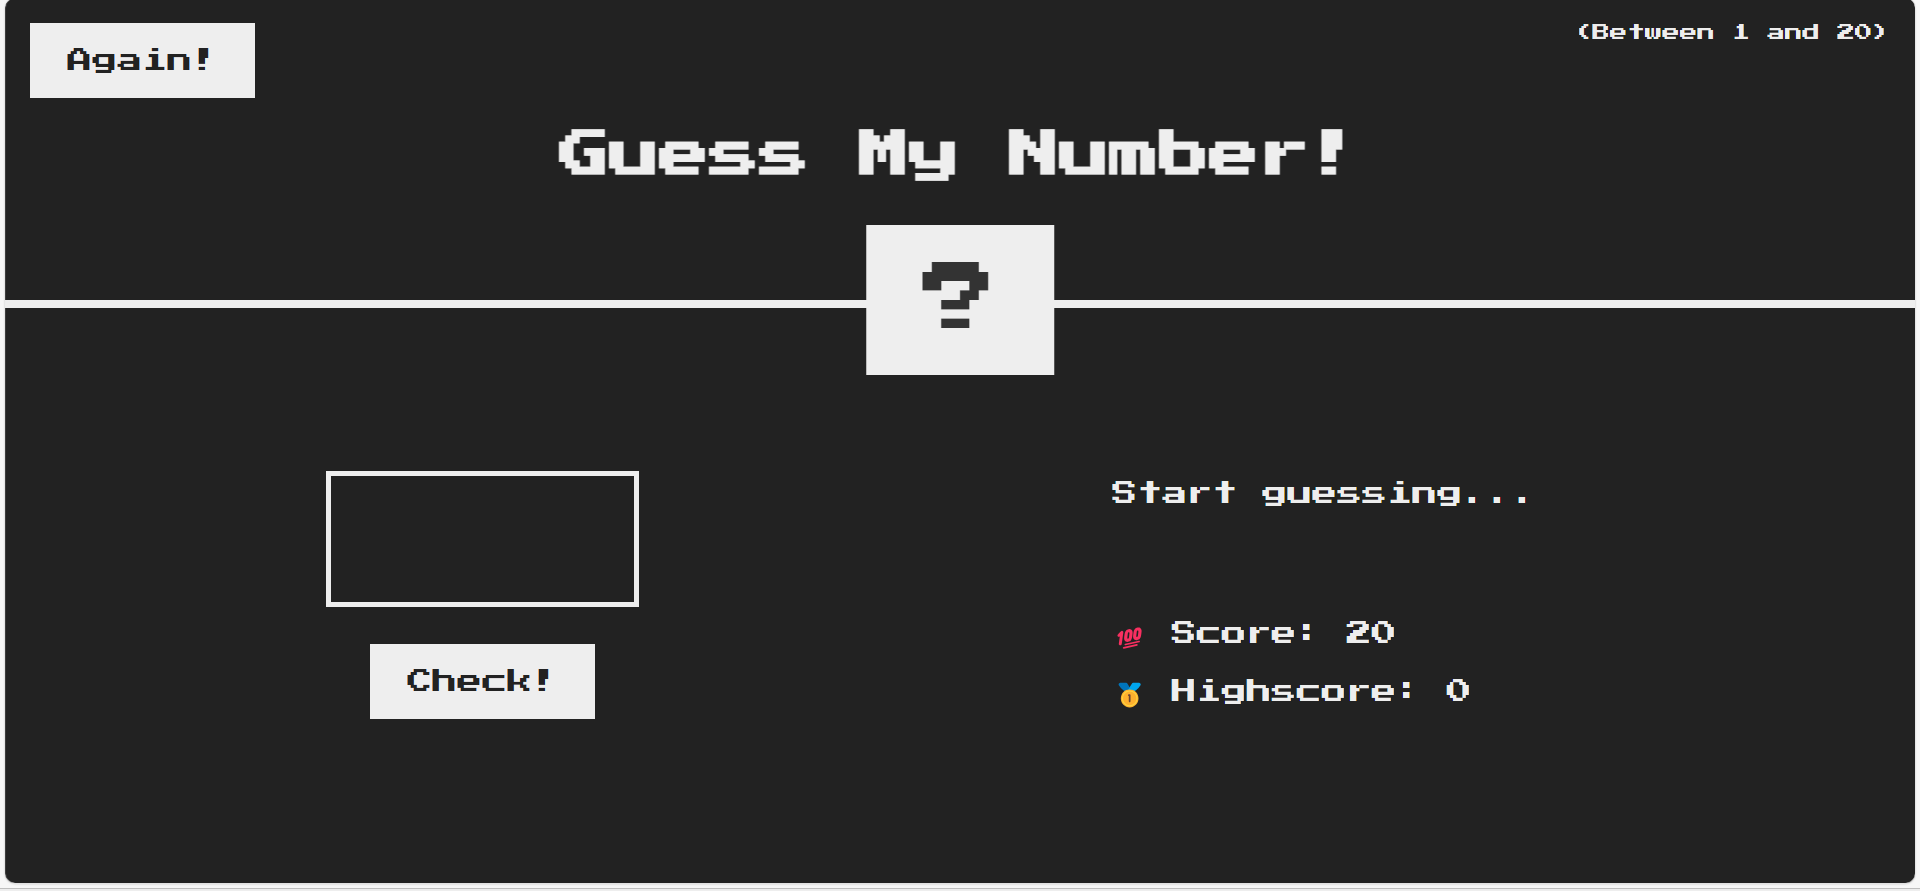 Again!
(Between 1 and 20)
Guess My Number!
?
Start guessing...
Check!
💯 Score: 20
🥇 Highscore: 0